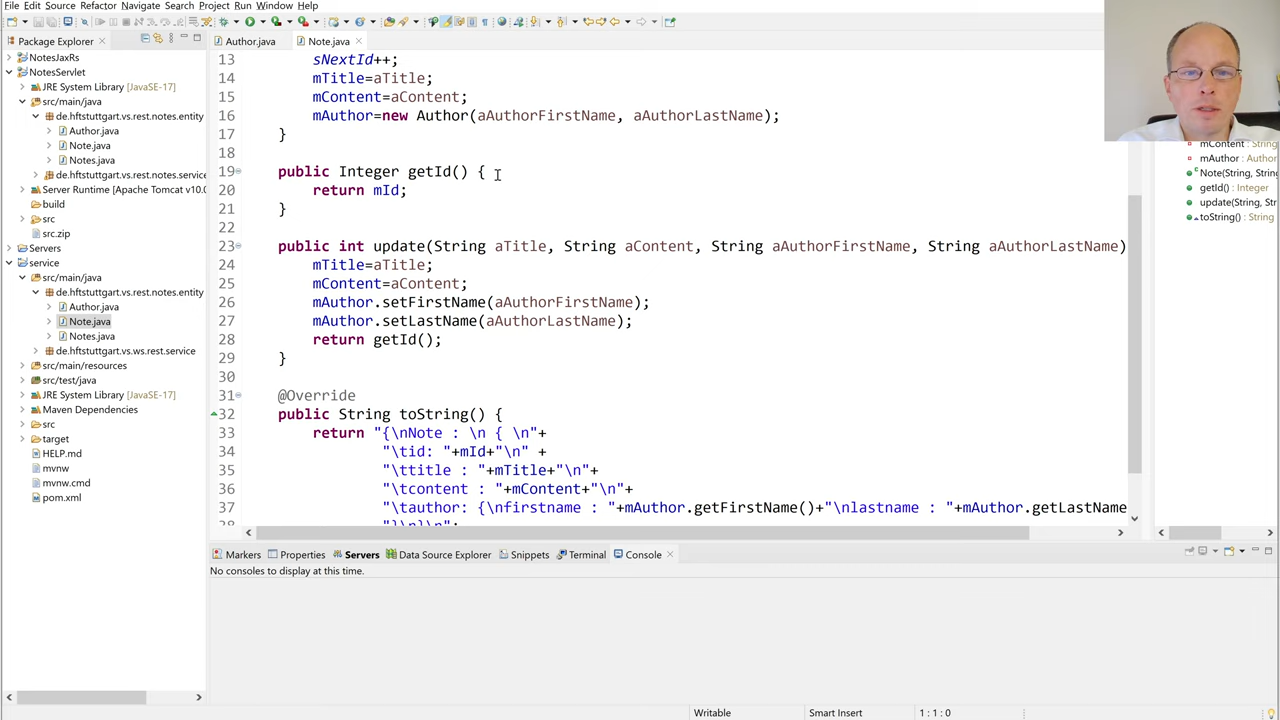 File Edit Source Refactor Navigate Search Project Run Window Help
Package Explorer
Author.java
Note.java
NotesJaxRs
NotesServlet
JRE System Library [JavaSE-17]
src/main/java
de.hftstuttgart.vs.rest.notes.entity
Author.java
Note.java
Notes.java
de.hftstuttgart.vs.rest.notes.service
Server Runtime [Apache Tomcat v10.0
build
src
src.zip
Servers
service
src/main/java
de.hftstuttgart.vs.rest.notes.entity
Author.java
Note.java
Notes.java
de.hftstuttgart.vs.ws.rest.service
src/main/resources
src/test/java
JRE System Library [JavaSE-17]
Maven Dependencies
src
target
HELP.md
mvnw
mvnw.cmd
pom.xml
13 sNextId++;
14 mTitle=aTitle;
15 mContent=aContent;
16 mAuthor=new Author(aAuthorFirstName, aAuthorLastName);
17 }
18
19 public Integer getId() {
20 return mId;
21 }
22
23 public int update(String aTitle, String aContent, String aAuthorFirstName, String aAuthorLastName)
24 mTitle=aTitle;
25 mContent=aContent;
26 mAuthor.setFirstName(aAuthorFirstName);
27 mAuthor.setLastName(aAuthorLastName);
28 return getId();
29 }
30
31 @Override
32 public String toString() {
33 return "{\nNote : \n { \n"+
34 "\tid: "+mId+"\n" +
35 "\ttitle : "+mTitle+"\n"+
36 "\tcontent : "+mContent+"\n"+
37 "\tauthor: {\nfirstname : "+mAuthor.getFirstName()+"\nlastname : "+mAuthor.getLastName
38 "}\n}\n";
mContent : String
mAuthor : Author
Note(String, String
getId() : Integer
update(String, Str
toString() : String
Markers Properties Servers Data Source Explorer Snippets Terminal Console
No consoles to display at this time.
Writable Smart Insert 1 : 1 : 0